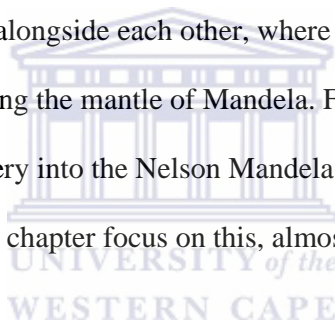 alongside each other, where
ng the mantle of Mandela. F
ery into the Nelson Mandela
chapter focus on this, almos
UNIVERSITY of the
WESTERN CAPE